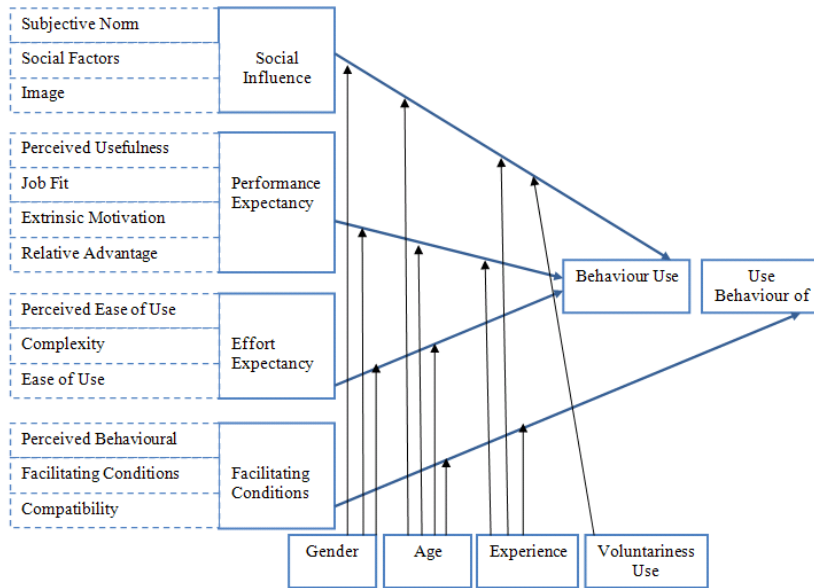 Subjective Norm
Social Factors
Image
Social
Influence
Perceived Usefulness
Job Fit
Extrinsic Motivation
Relative Advantage
Performance
Expectancy
Perceived Ease of Use
Complexity
Ease of Use
Effort
Expectancy
Perceived Behavioural
Facilitating Conditions
Compatibility
Facilitating
Conditions
Behaviour Use
Use
Behaviour of
Gender
Age
Experience
Voluntariness
Use